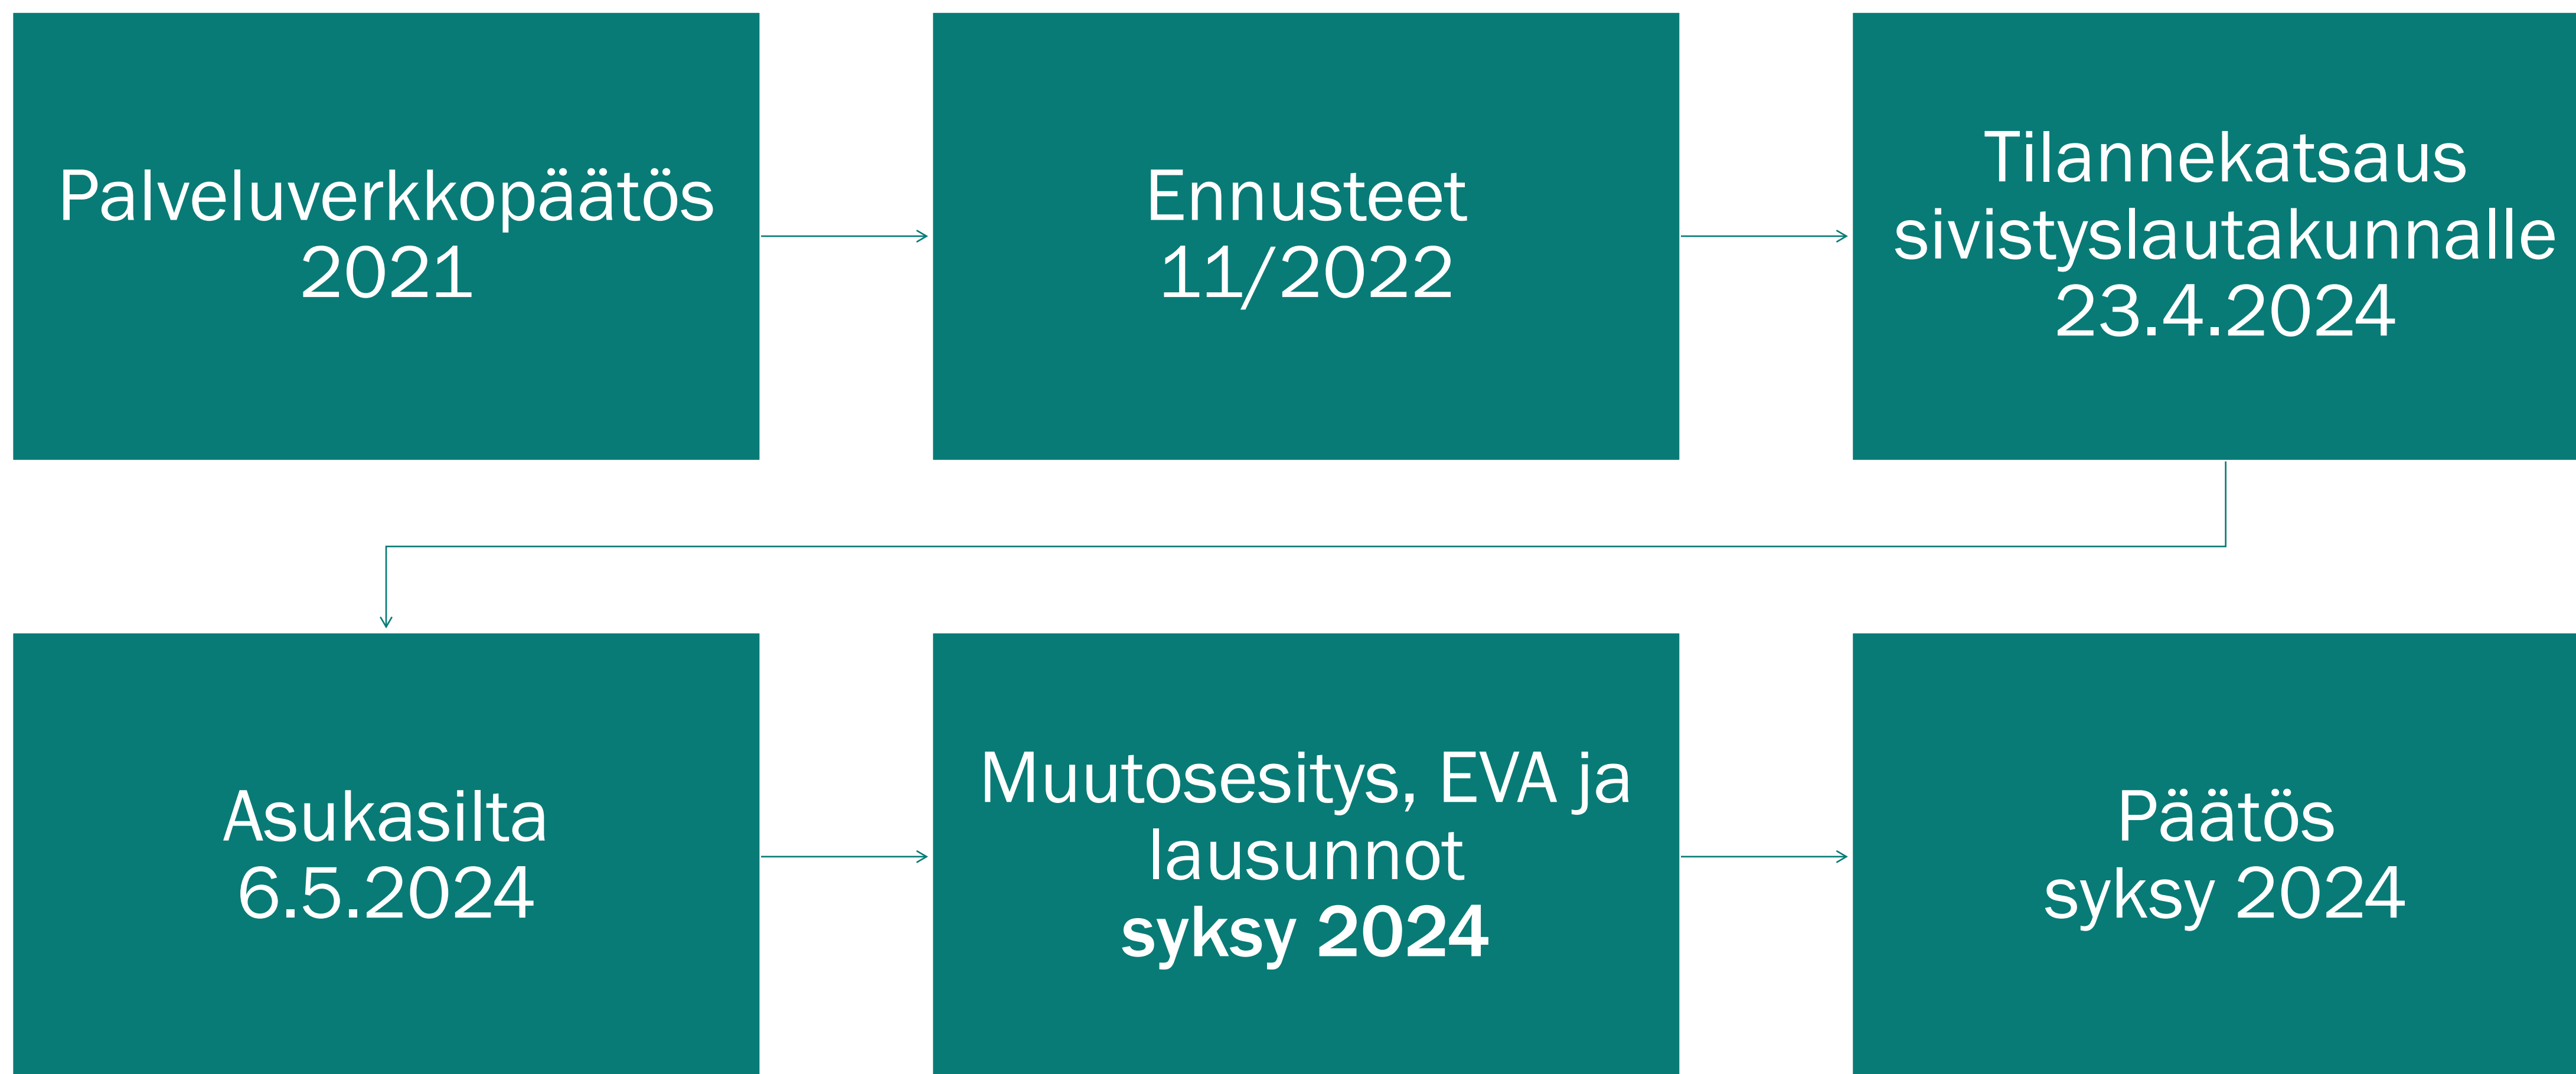 Palveluverkkopäätös
2021
Ennusteet
11/2022
Tilannekatsaus
sivistyslautakunnalle
23.4.2024
Asukasilta
6.5.2024
Muutosesitys, EVA ja
lausunnot
syksy 2024
Päätös
syksy 2024